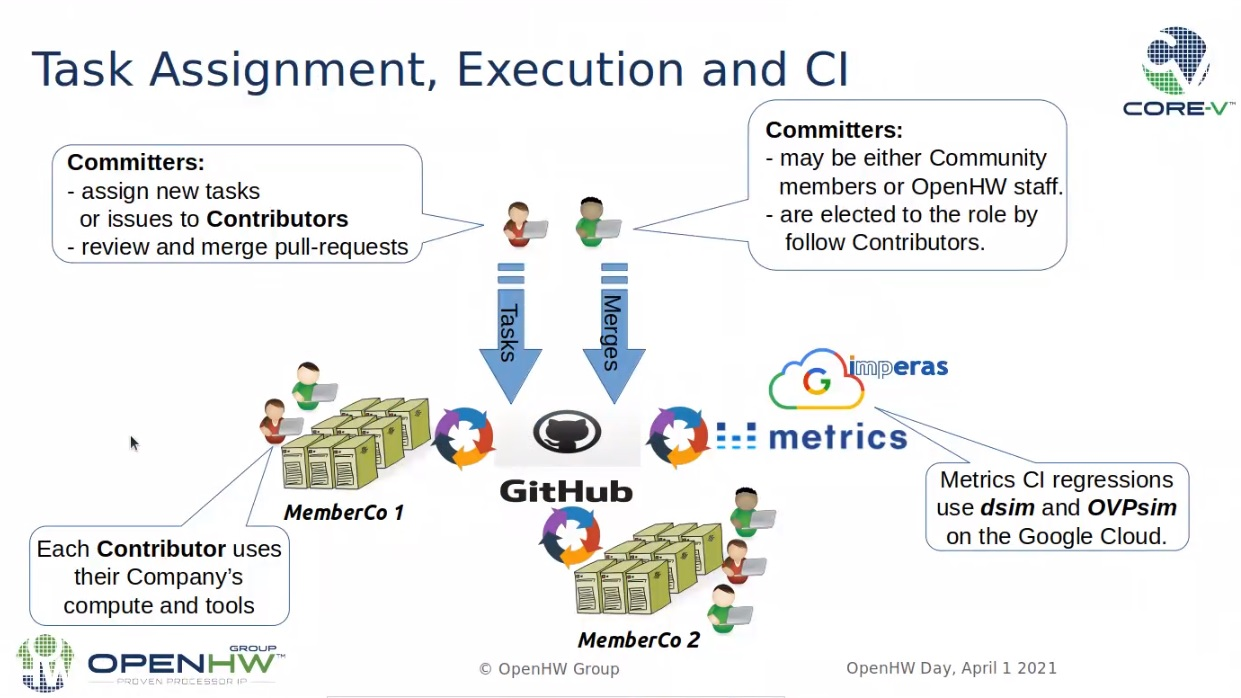 Task Assignment, Execution and CI
CORE-V™
Committers:
- assign new tasks
or issues to Contributors
- review and merge pull-requests
Committers:
- may be either Community
members or OpenHW staff.
- are elected to the role by
follow Contributors.
Tasks
Merges
imperas
G
metrics
GitHub
MemberCo 1
Metrics CI regressions
use dsim and OVPsim
on the Google Cloud.
Each Contributor uses
their Company's
compute and tools
MemberCo 2
OPENHW GROUP™
PROVEN PROCESSOR IP
© OpenHW Group
OpenHW Day, April 1 2021